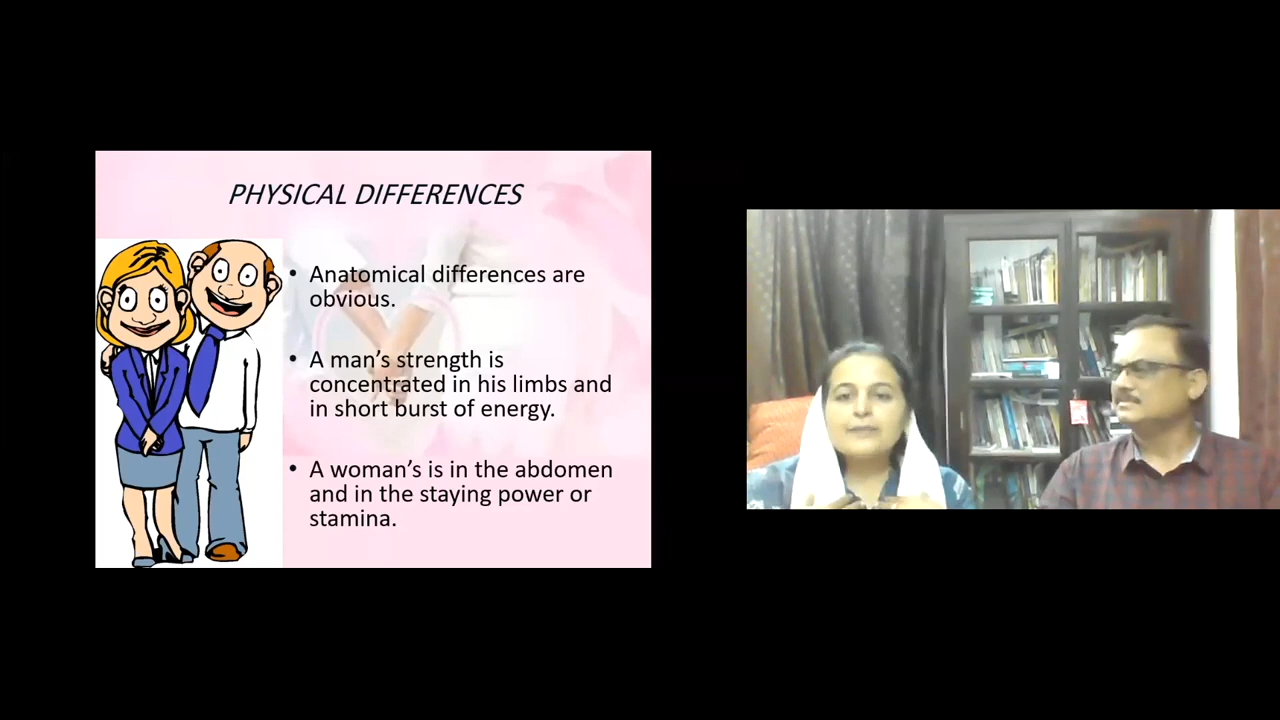 PHYSICAL DIFFERENCES
• Anatomical differences are
obvious.
• A man’s strength is
concentrated in his limbs and
in short burst of energy.
• A woman’s is in the abdomen
and in the staying power or
stamina.